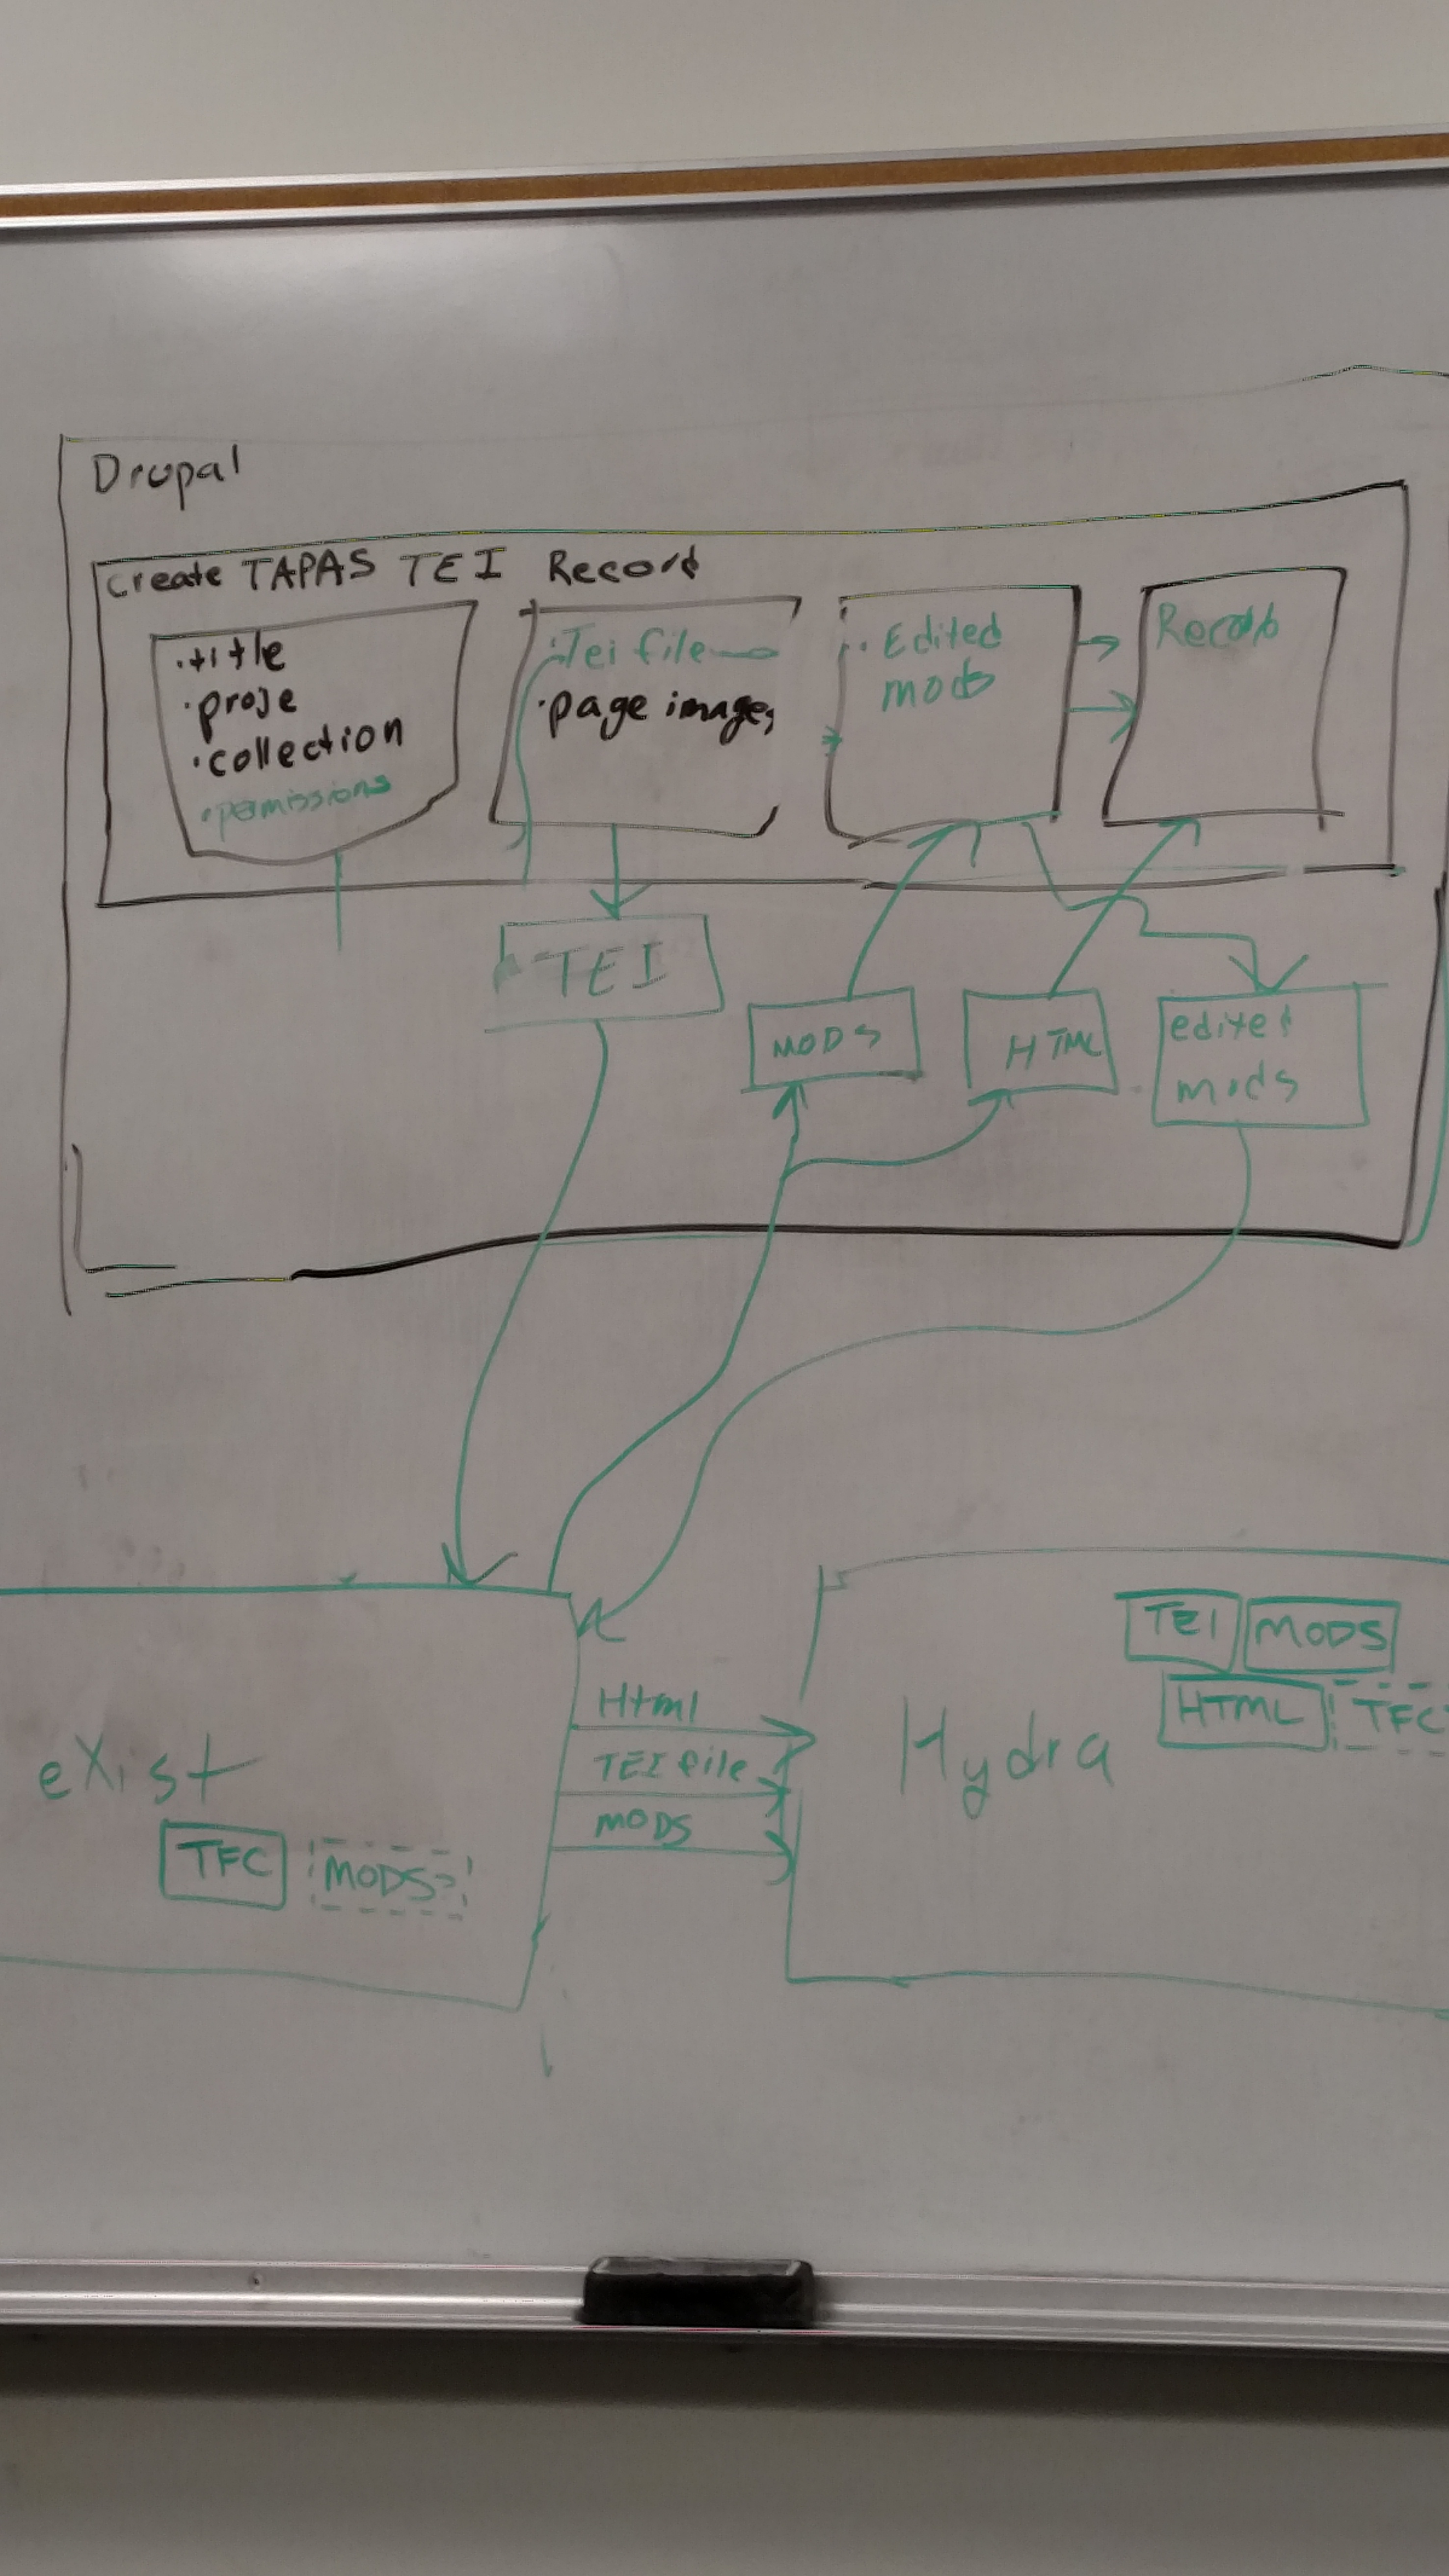 Drupal
Create TAPAS TEI Record
·title
·proje
·collection
·permissions
·Tei file
·page images
·Edited
mods
Record
TEI
MODS
HTML
edited
mods
Html
TEI file
MODS
eXist
TFC
MODS
Hydra
TEI
MODS
HTML
TFC